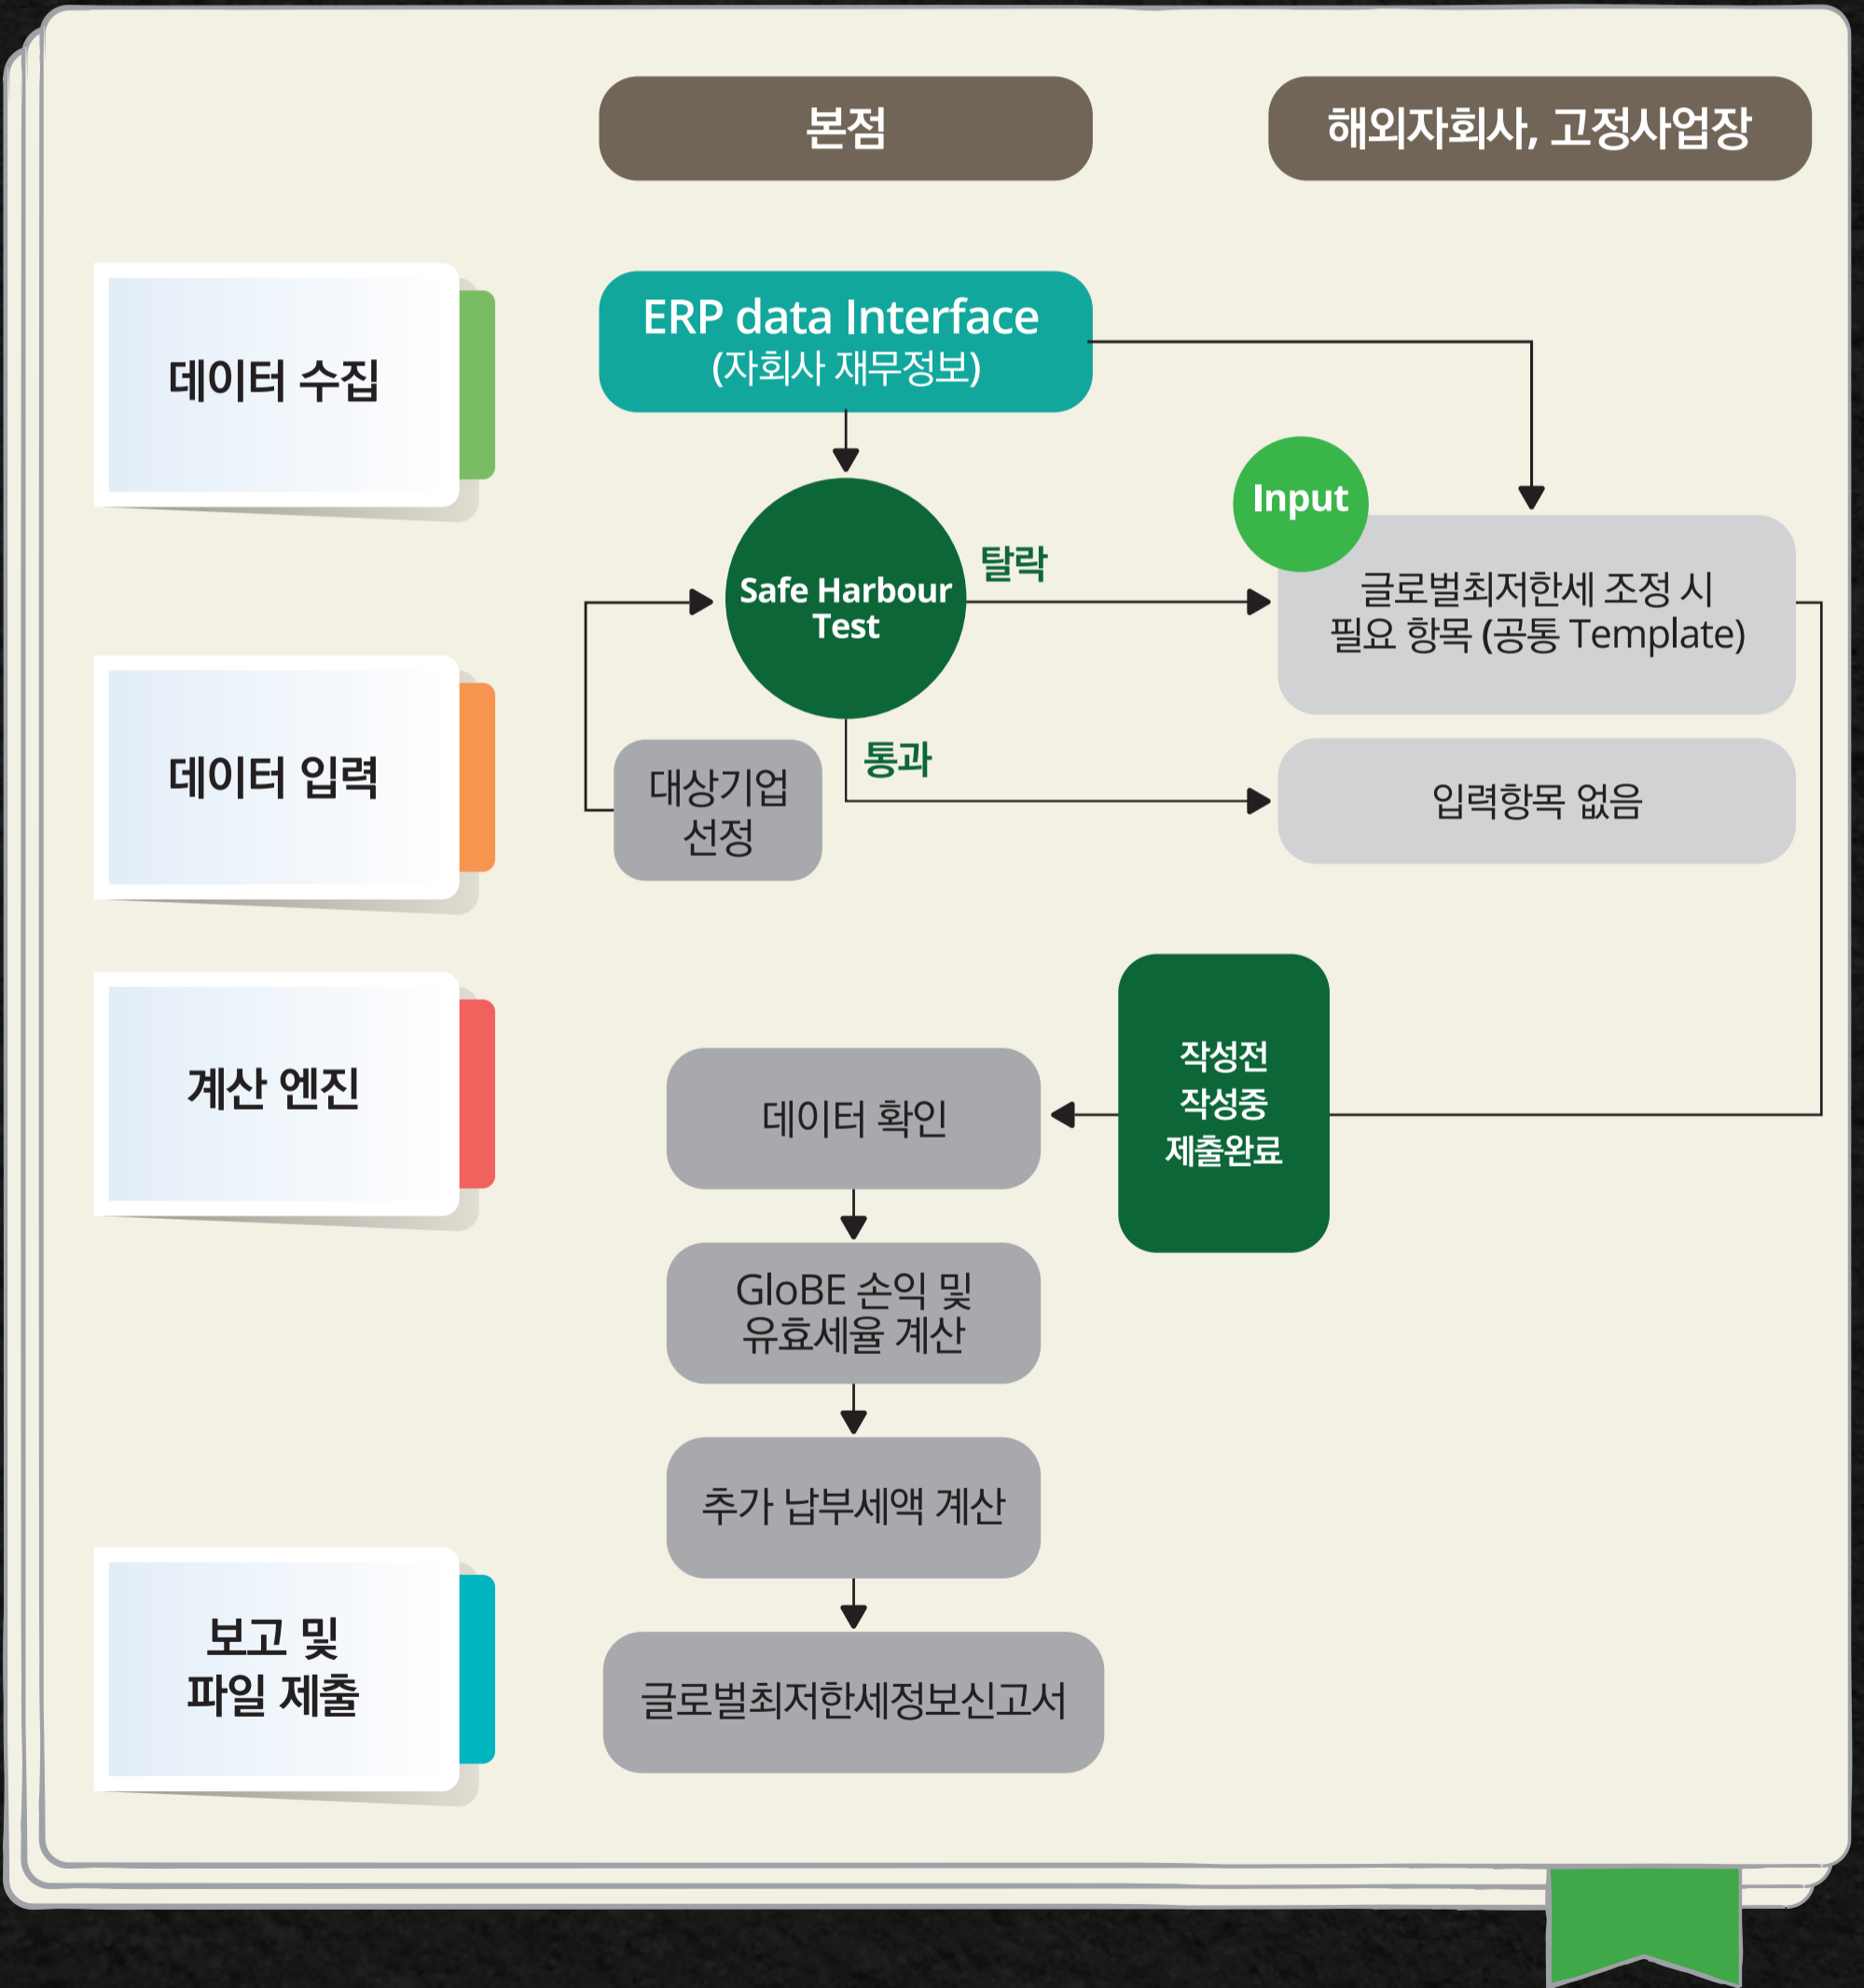 본점
해외자회사, 고정사업장
데이터 수집
ERP data Interface
(자회사 재무정보)
Input
Safe Harbour
Test
탈락
글로벌최저한세 조정 시
필요 항목 (공통 Template)
데이터 입력
대상기업
선정
통과
입력항목 없음
계산 엔진
데이터 확인
작성전
작성중
제출완료
GloBE 손익 및
유효세율 계산
추가 납부세액 계산
보고 및
파일 제출
글로벌최저한세정보신고서